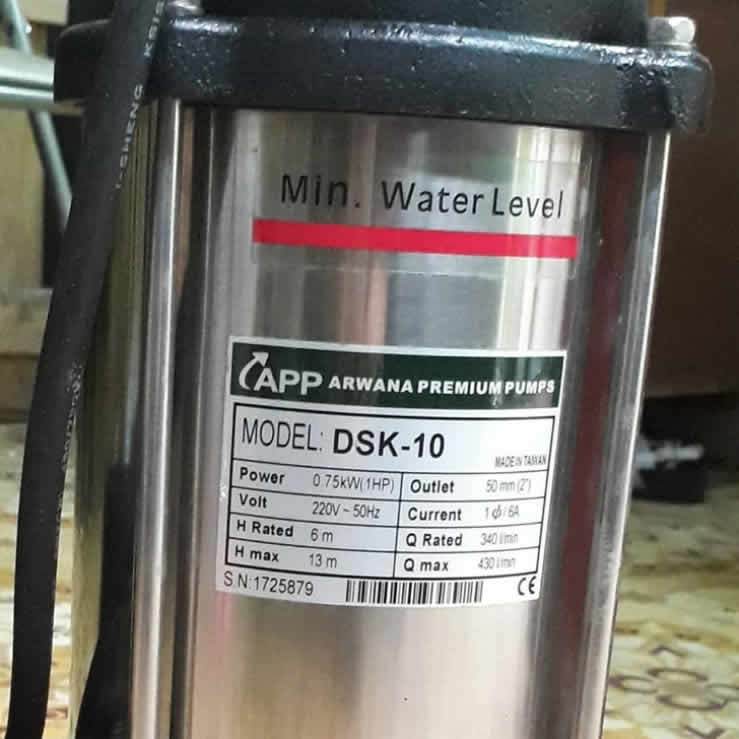 Min. Water Level
APP ARWANA PREMIUM PUMPS
MODEL: DSK-10
MADE IN TAIWAN
Power 0.75kW(1HP) Outlet 50 mm (2")
Volt 220V ~ 50Hz Current 1 ϕ / 6A
H Rated 6 m Q Rated 340 l/min
H max 13 m Q max 430 l/min
S.N:1725879 CE